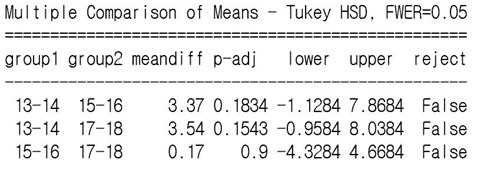 Multiple Comparison of Means - Tukey HSD, FWER=0.05
====================================================
group1 group2 meandiff p-adj lower upper reject
----------------------------------------------------
13-14 15-16 3.37 0.1834 -1.1284 7.8684 False
13-14 17-18 3.54 0.1543 -0.9584 8.0384 False
15-16 17-18 0.17 0.9 -4.3284 4.6684 False